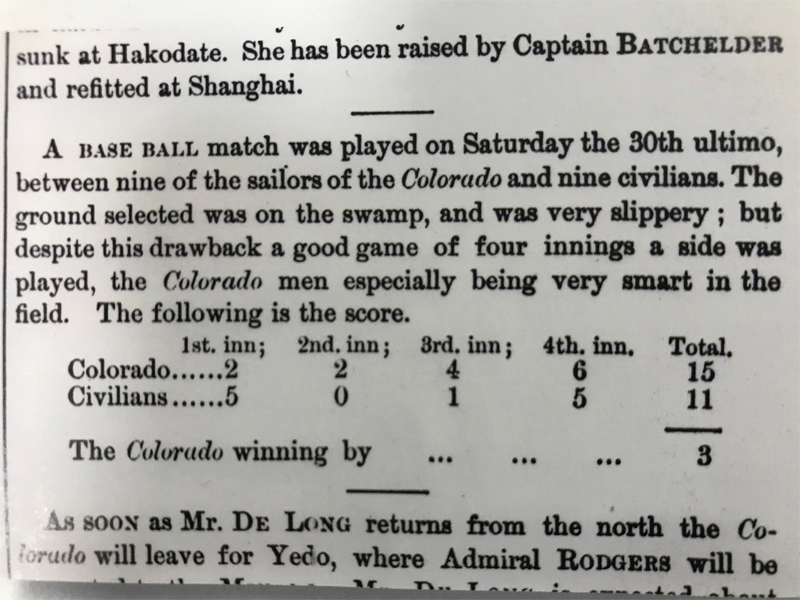 sunk at Hakodate. She has been raised by Captain BATCHELDER
and refitted at Shanghai.
A BASE BALL match was played on Saturday the 30th ultimo,
between nine of the sailors of the Colorado and nine civilians. The
ground selected was on the swamp, and was very slippery ; but
despite this drawback a good game of four innings a side was
played, the Colorado men especially being very smart in the
field. The following is the score.
1st. inn; 2nd. inn; 3rd. inn; 4th. inn. Total.
Colorado......2 2 4 6 15
Civilians......5 0 1 5 11
The Colorado winning by ... ... ... 3
As soon as Mr. DE LONG returns from the north the Co-
lorado will leave for Yedo, where Admiral RODGERS will be